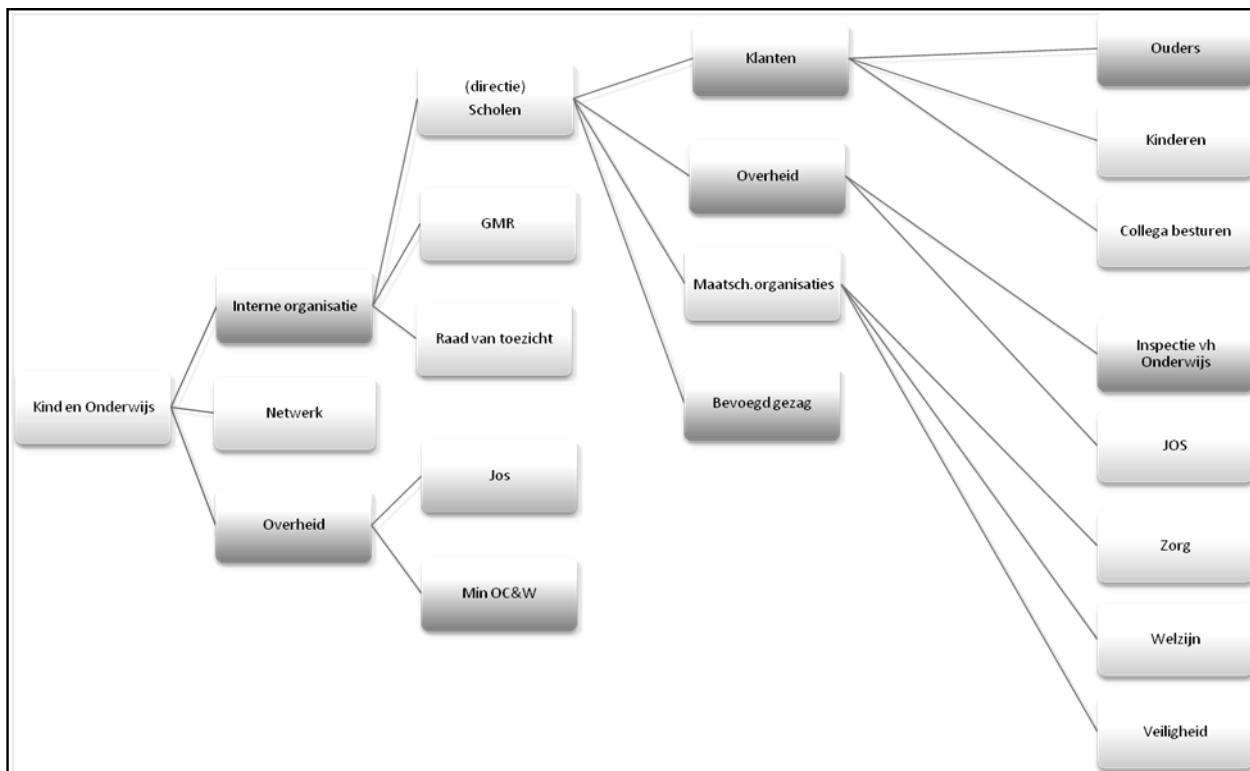 Kind en Onderwijs
Interne organisatie
Netwerk
Overheid
(directie)
Scholen
GMR
Raad van toezicht
Jos
Min OC&W
Klanten
Overheid
Maatsch.organisaties
Bevoegd gezag
Ouders
Kinderen
Collega besturen
Inspectie vh
Onderwijs
JOS
Zorg
Welzijn
Veiligheid